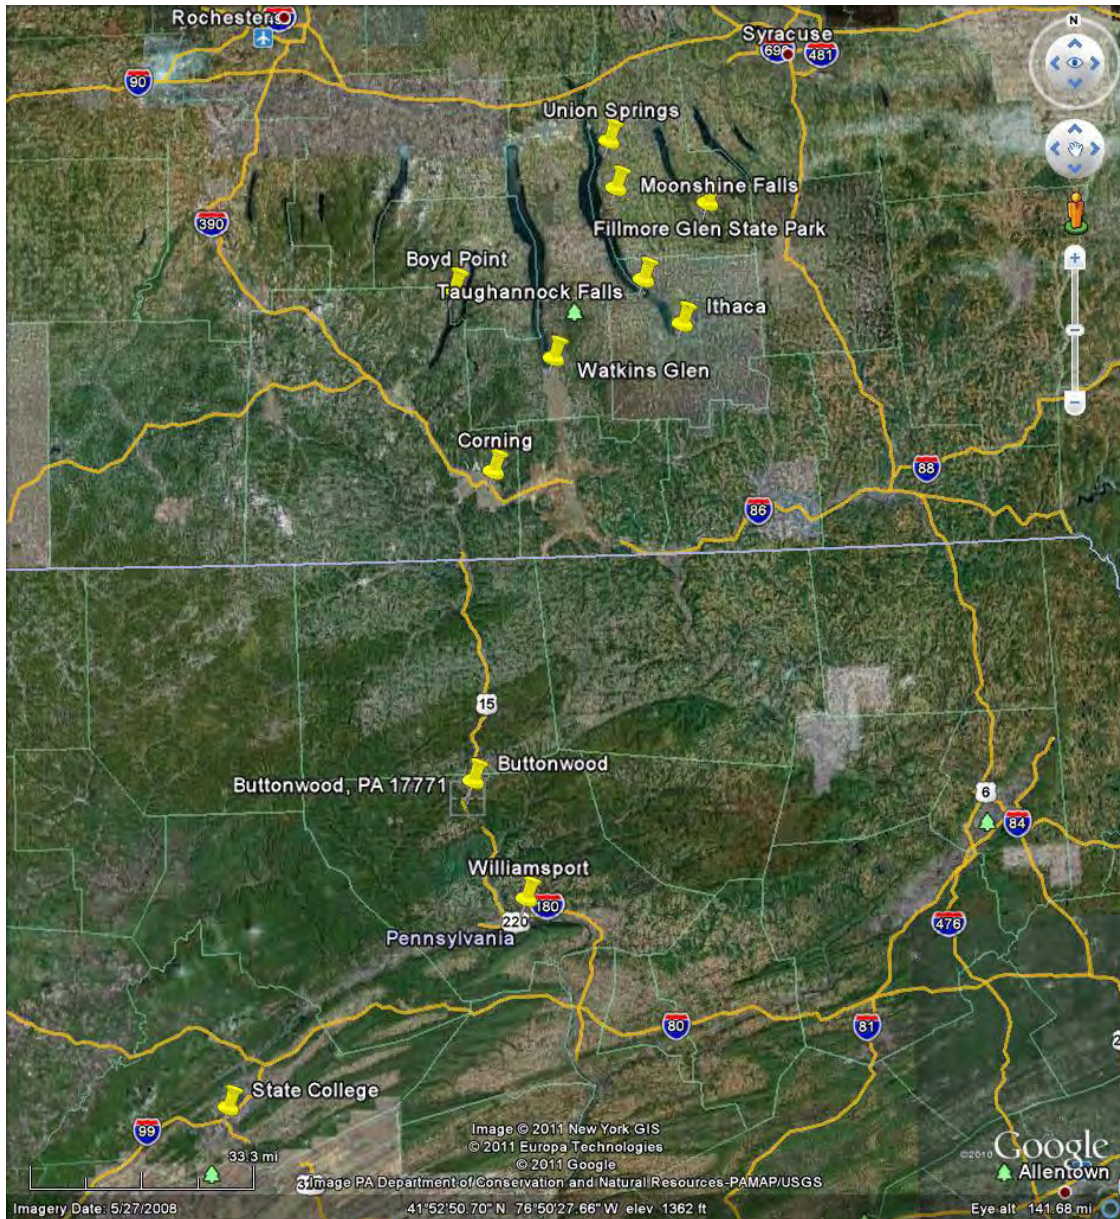 Rochester
490
Syracuse
690
481
N
90
Union Springs
Moonshine Falls
390
Fillmore Glen State Park
Boyd Point
Taughannock Falls
Ithaca
Watkins Glen
Corning
88
86
15
Buttonwood
Buttonwood, PA 17771
6
84
Williamsport
180
220
476
Pennsylvania
80
81
State College
99
Image © 2011 New York GIS
© 2011 Europa Technologies
© 2011 Google
Image PA Department of Conservation and Natural Resources-PAMAP/USGS
33.3 mi
©2010 Google
Allentown
Imagery Date: 5/27/2008
41°52'50.70" N 76°50'27.66" W elev 1362 ft
Eye alt 141.68 mi